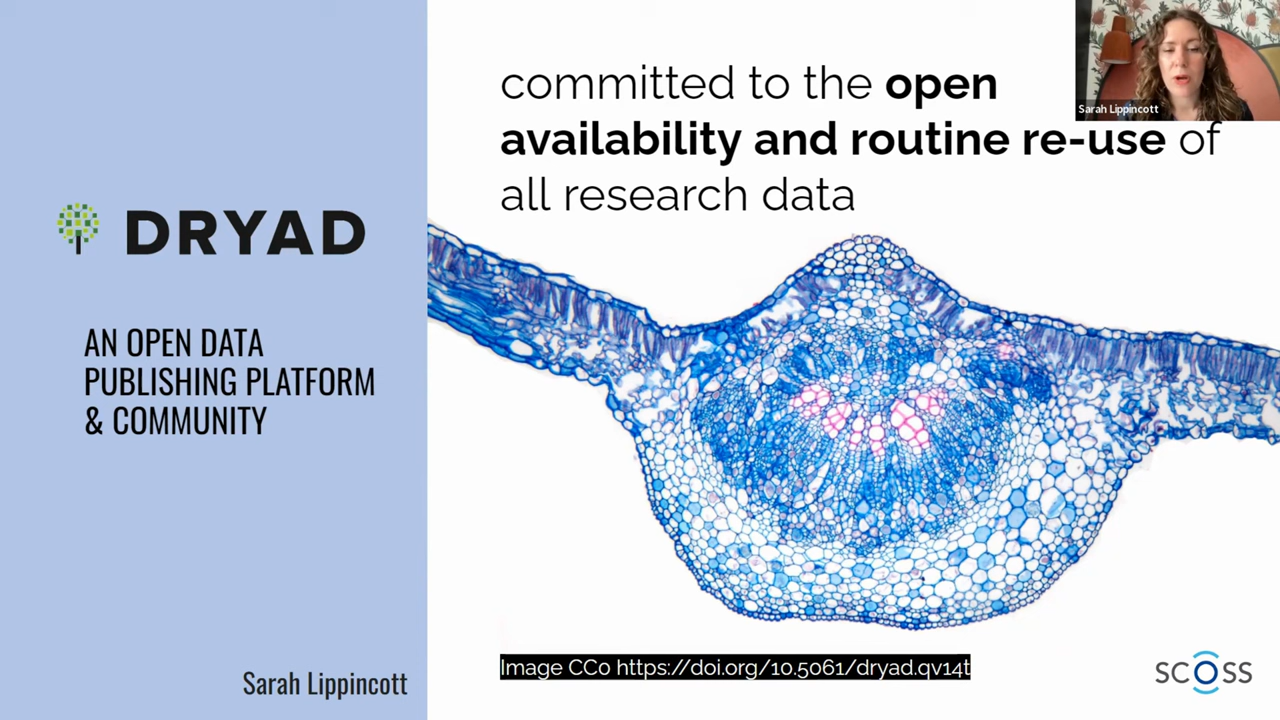 committed to the open
availability and routine re-use of
all research data
Sarah Lippincott
DRYAD
AN OPEN DATA
PUBLISHING PLATFORM
& COMMUNITY
Sarah Lippincott
Image CC0 https://doi.org/10.5061/dryad.qv14t
SCOSS